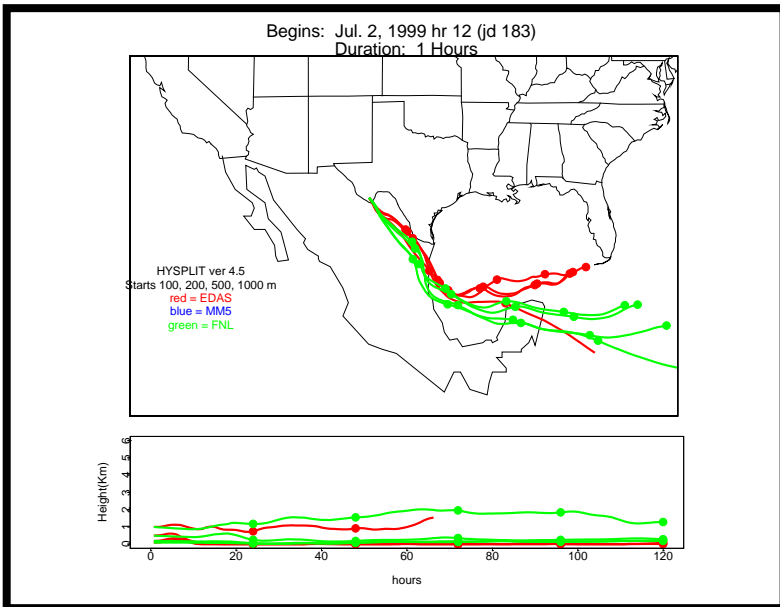 Begins: Jul. 2, 1999 hr 12 (jd 183)
Duration: 1 Hours
HYSPLIT ver 4.5
Starts 100, 200, 500, 1000 m
red = EDAS
blue = MM5
green = FNL
Height(Km)
6
5
4
3
2
1
0
0 20 40 60 80 100 120
hours